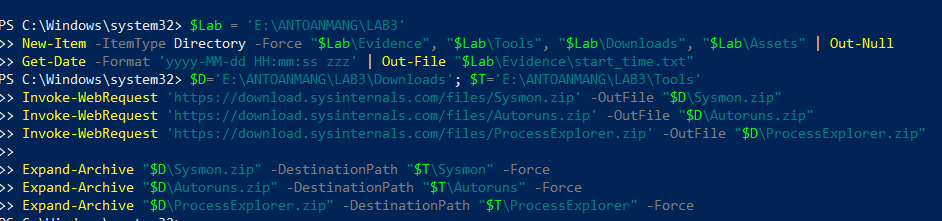 PS C:\Windows\system32> $Lab = 'E:\ANTOANMANG\LAB3'
>> New-Item -ItemType Directory -Force "$Lab\Evidence", "$Lab\Tools", "$Lab\Downloads", "$Lab\Assets" | Out-Null
>> Get-Date -Format 'yyyy-MM-dd HH:mm:ss zzz' | Out-File "$Lab\Evidence\start_time.txt"
PS C:\Windows\system32> $D='E:\ANTOANMANG\LAB3\Downloads'; $T='E:\ANTOANMANG\LAB3\Tools'
>> Invoke-WebRequest 'https://download.sysinternals.com/files/Sysmon.zip' -OutFile "$D\Sysmon.zip"
>> Invoke-WebRequest 'https://download.sysinternals.com/files/Autoruns.zip' -OutFile "$D\Autoruns.zip"
>> Invoke-WebRequest 'https://download.sysinternals.com/files/ProcessExplorer.zip' -OutFile "$D\ProcessExplorer.zip"
>>
>> Expand-Archive "$D\Sysmon.zip" -DestinationPath "$T\Sysmon" -Force
>> Expand-Archive "$D\Autoruns.zip" -DestinationPath "$T\Autoruns" -Force
>> Expand-Archive "$D\ProcessExplorer.zip" -DestinationPath "$T\ProcessExplorer" -Force